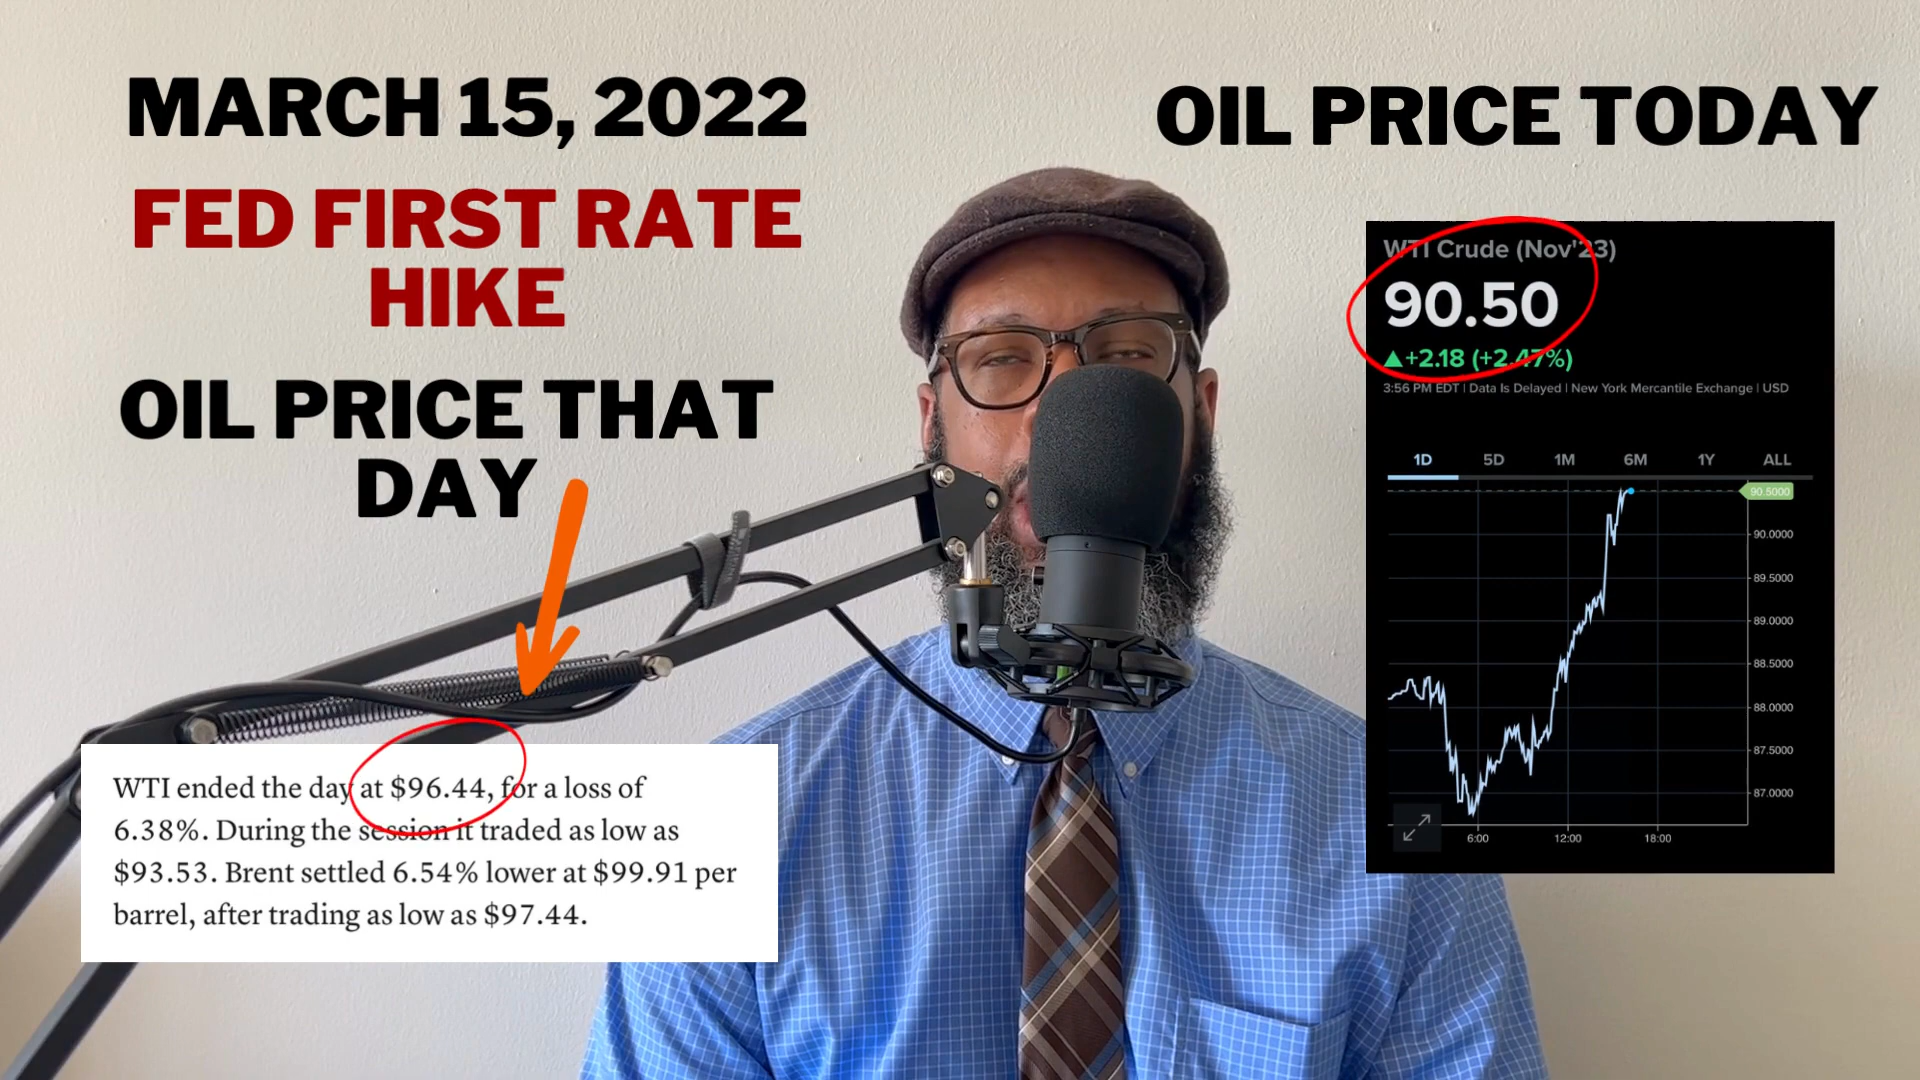 MARCH 15, 2022
FED FIRST RATE
HIKE
OIL PRICE THAT
DAY
WTI ended the day at $96.44, for a loss of
6.38%. During the session it traded as low as
$93.53. Brent settled 6.54% lower at $99.91 per
barrel, after trading as low as $97.44.
OIL PRICE TODAY
WTI Crude (Nov'23)
90.50
▲+2.18 (+2.47%)
3:56 PM EDT | Data Is Delayed | New York Mercantile Exchange | USD
1D 5D 1M 6M 1Y ALL
90.5000
90.0000
89.5000
89.0000
88.5000
88.0000
87.5000
87.0000
6:00 12:00 18:00